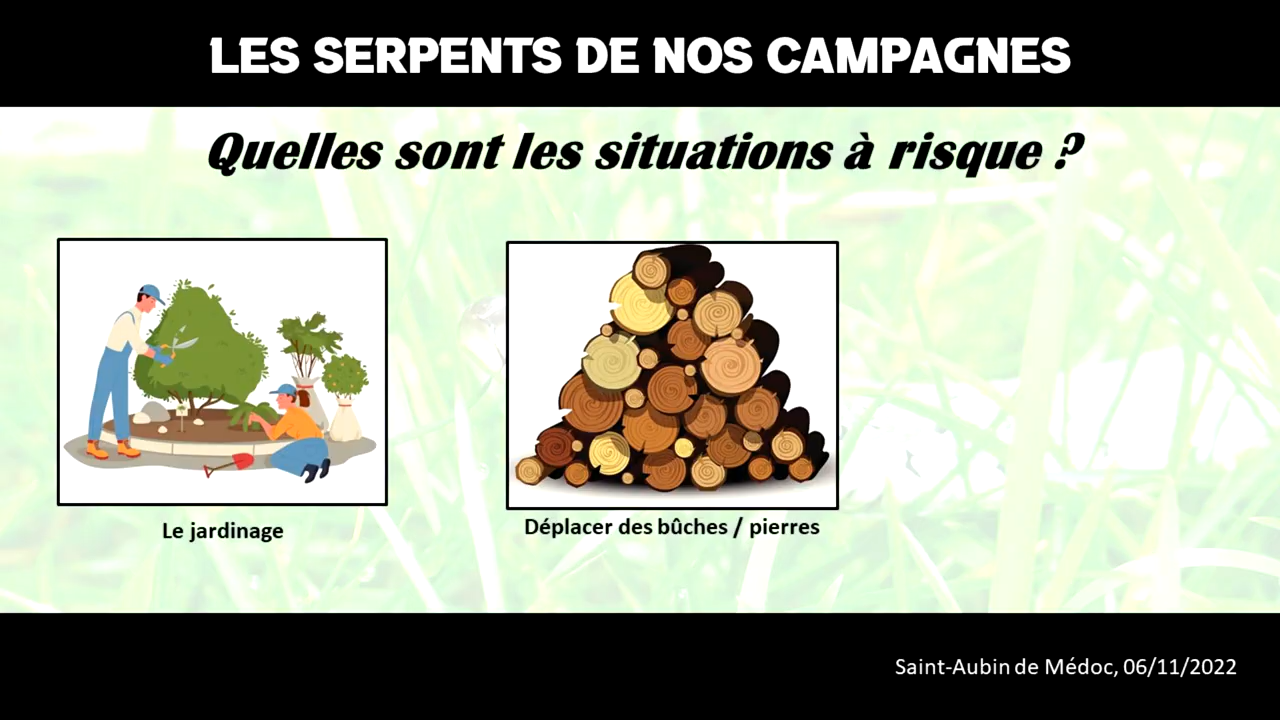 LES SERPENTS DE NOS CAMPAGNES
Quelles sont les situations à risque ?
Le jardinage
Déplacer des bûches / pierres
Saint-Aubin de Médoc, 06/11/2022